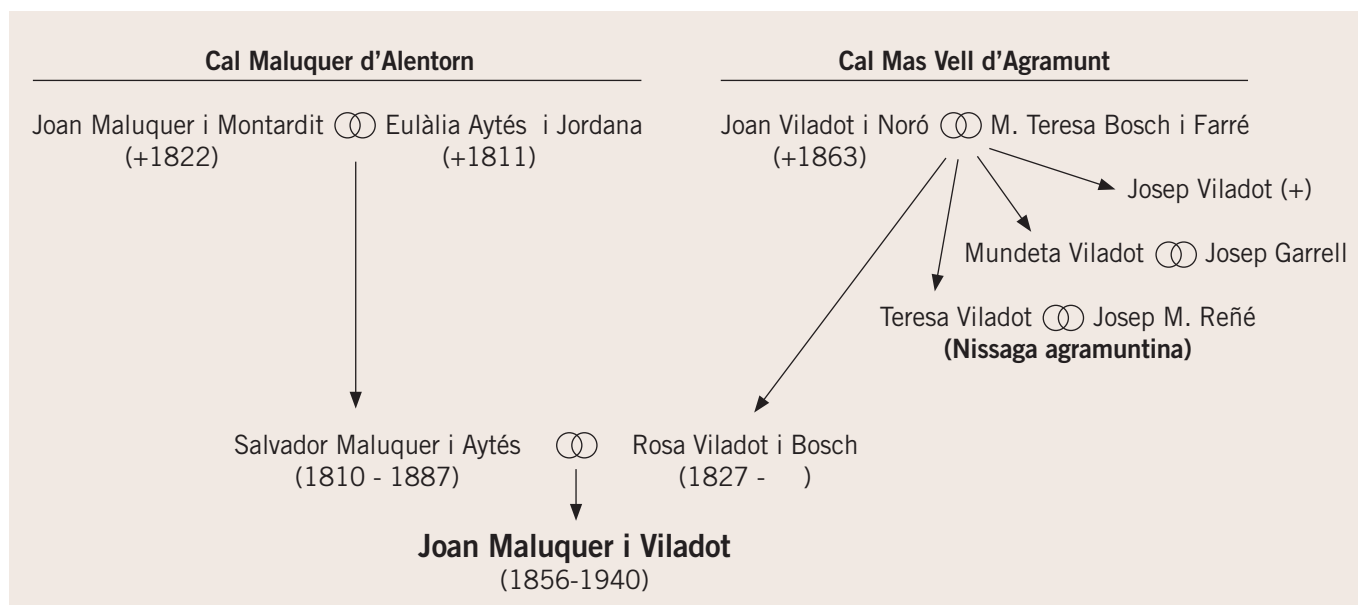 Cal Maluquer d'Alentorn
Joan Maluquer i Montardit Eulàlia Aytés i Jordana
(+1822) (+1811)
Cal Mas Vell d'Agramunt
Joan Viladot i Noró M. Teresa Bosch i Farré
(+1863)
Josep Viladot (+)
Mundeta Viladot Josep Garrell
Teresa Viladot Josep M. Reñé
(Nissaga agramuntina)
Salvador Maluquer i Aytés Rosa Viladot i Bosch
(1810 - 1887) (1827 - )
Joan Maluquer i Viladot
(1856-1940)